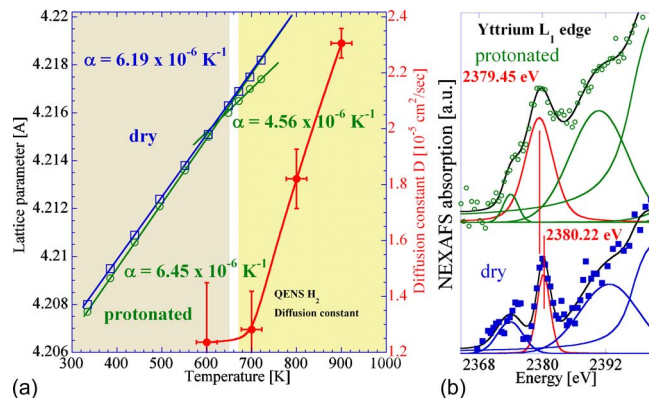 4.22
4.218
4.216
4.214
4.212
4.21
4.208
4.206
Lattice parameter [A]
α = 6.19 x 10-6 K-1
dry
α = 4.56 x 10-6 K-1
α = 6.45 x 10-6 K-1
protonated
QENS H2
Diffusion constant
300 400 500 600 700 800 900 1000
Temperature [K]
2.4
2.2
2
1.8
1.6
1.4
1.2
Diffusion constant D [10-5 cm2/sec]
(a)
Yttrium L1 edge
protonated
2379.45 eV
2380.22 eV
dry
NEXAFS absorption [a.u.]
2368 2380 2392
Energy [eV]
(b)